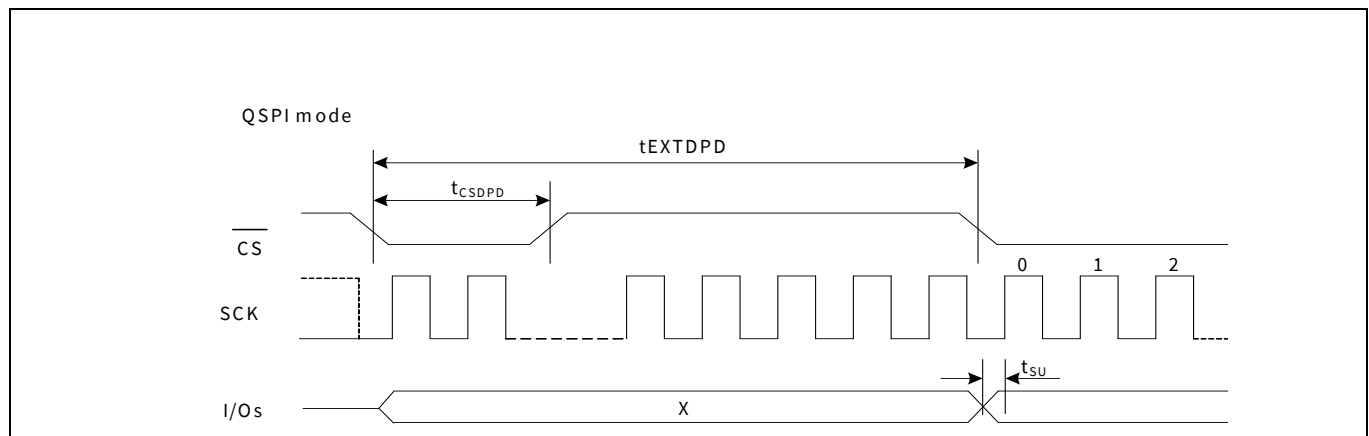 QSPI mode
tEXTDPD
tCSDPD
CS
0 1 2
SCK
tSU
I/Os
X